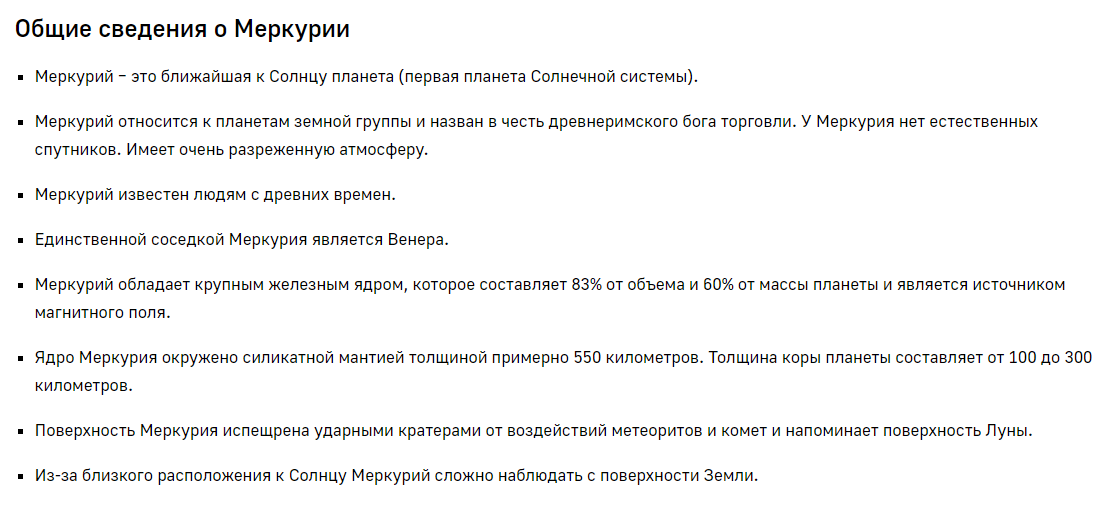 Общие сведения о Меркурии
▪ Меркурий – это ближайшая к Солнцу планета (первая планета Солнечной системы).
▪ Меркурий относится к планетам земной группы и назван в честь древнеримского бога торговли. У Меркурия нет естественных
спутников. Имеет очень разреженную атмосферу.
▪ Меркурий известен людям с древних времен.
▪ Единственной соседкой Меркурия является Венера.
▪ Меркурий обладает крупным железным ядром, которое составляет 83% от объема и 60% от массы планеты и является источником
магнитного поля.
▪ Ядро Меркурия окружено силикатной мантией толщиной примерно 550 километров. Толщина коры планеты составляет от 100 до 300
километров.
▪ Поверхность Меркурия испещрена ударными кратерами от воздействий метеоритов и комет и напоминает поверхность Луны.
▪ Из-за близкого расположения к Солнцу Меркурий сложно наблюдать с поверхности Земли.